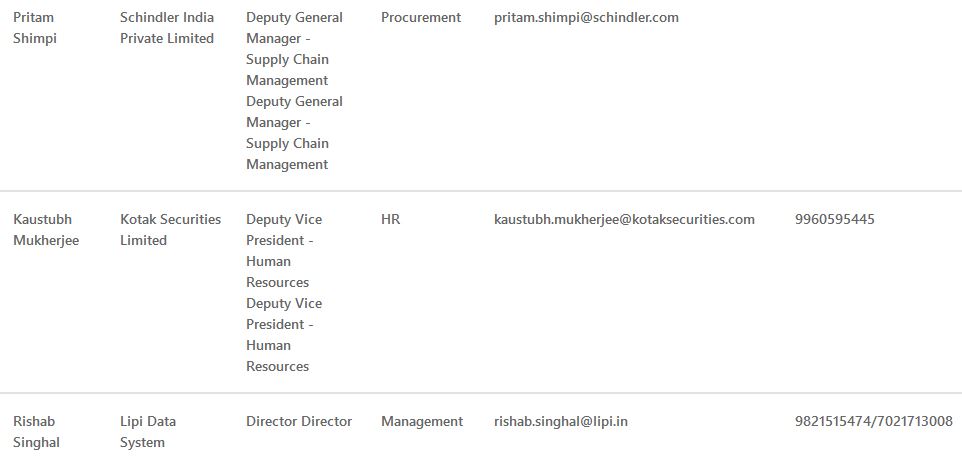 Pritam Shimpi
Schindler India Private Limited
Deputy General Manager - Supply Chain Management Deputy General Manager - Supply Chain Management
Procurement
pritam.shimpi@schindler.com
Kaustubh Mukherjee
Kotak Securities Limited
Deputy Vice President - Human Resources Deputy Vice President - Human Resources
HR
kaustubh.mukherjee@kotaksecurities.com
9960595445
Rishab Singhal
Lipi Data System
Director Director
Management
rishab.singhal@lipi.in
9821515474/7021713008